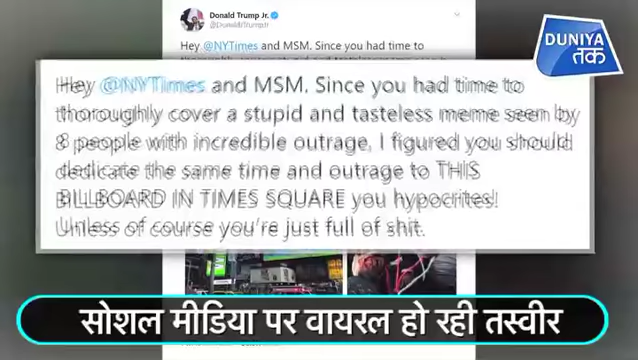 Donald Trump Jr.
@DonaldJTrumpJr
Hey @NYTimes and MSM. Since you had time to
DUNIYA
तक
Hey @NYTimes and MSM. Since you had time to
thoroughly cover a stupid and tasteless meme seen by
8 people with incredible outrage, I figured you should
dedicate the same time and outrage to THIS
BILLBOARD IN TIMES SQUARE you hypocrites!
Unless of course you're just full of shit.
सोशल मीडिया पर वायरल हो रही तस्वीर